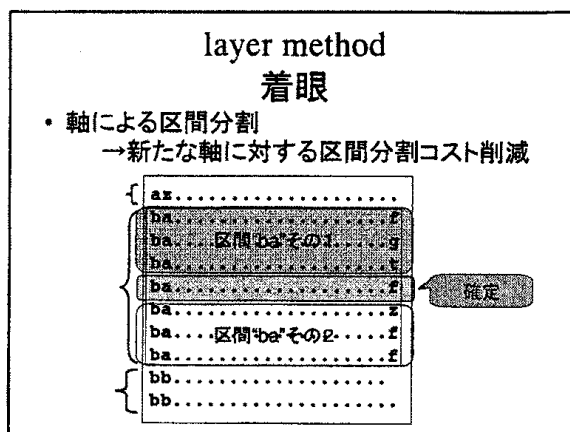 layer method
着眼
・ 軸による区間分割
→新たな軸に対する区間分割コスト削減
az.....................
ba.....................f
ba....区間"ba"その1.....g
ba.....................t
ba.....................f
確定
ba.....................z
ba....区間"ba"その2.....f
ba.....................f
bb....................
bb.....................